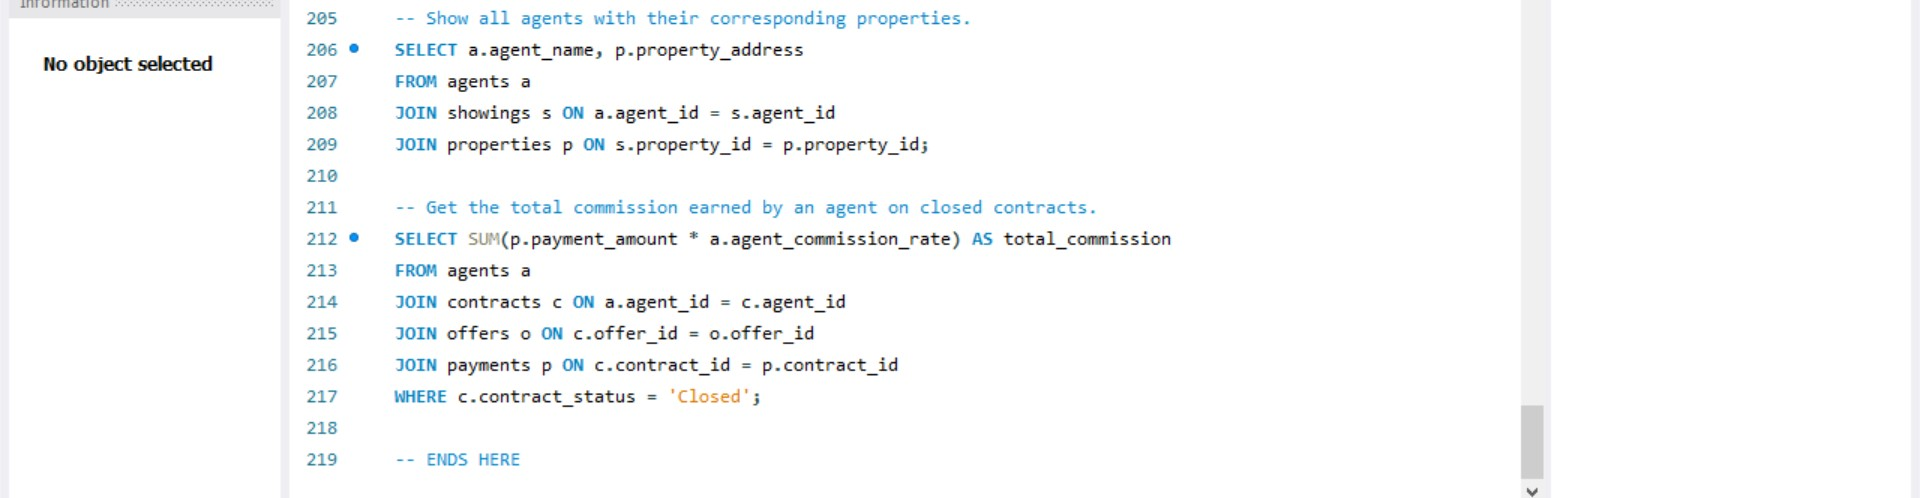 Information
No object selected
205 -- Show all agents with their corresponding properties.
206 SELECT a.agent_name, p.property_address
207 FROM agents a
208 JOIN showings s ON a.agent_id = s.agent_id
209 JOIN properties p ON s.property_id = p.property_id;
210
211 -- Get the total commission earned by an agent on closed contracts.
212 SELECT SUM(p.payment_amount * a.agent_commission_rate) AS total_commission
213 FROM agents a
214 JOIN contracts c ON a.agent_id = c.agent_id
215 JOIN offers o ON c.offer_id = o.offer_id
216 JOIN payments p ON c.contract_id = p.contract_id
217 WHERE c.contract_status = 'Closed';
218
219 -- ENDS HERE